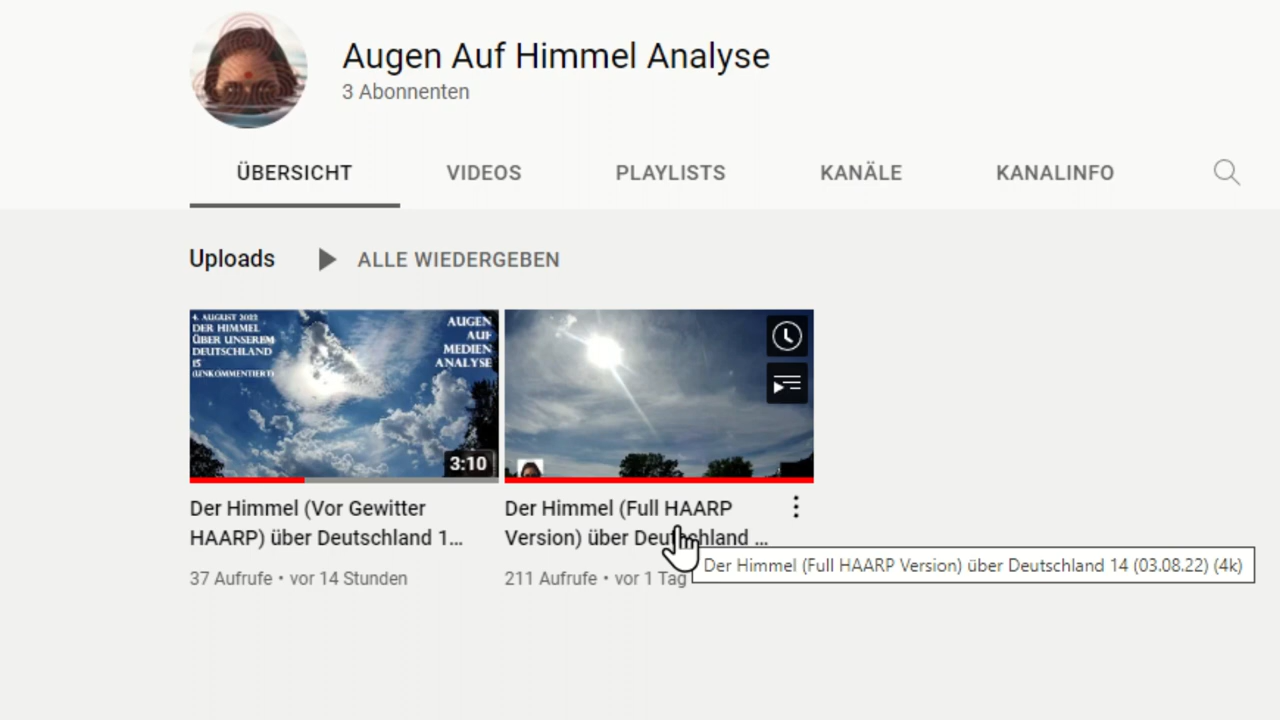 Augen Auf Himmel Analyse
3 Abonnenten
ÜBERSICHT
VIDEOS
PLAYLISTS
KANÄLE
KANALINFO
Uploads
ALLE WIEDERGEBEN
4. AUGUST 2022
DER HIMMEL
ÜBER UNSEREM
DEUTSCHLAND
15
(UNKOMMENTIERT)
AUGEN
AUF
MEDIEN
ANALYSE
3:10
Der Himmel (Vor Gewitter
HAARP) über Deutschland 1...
37 Aufrufe • vor 14 Stunden
Der Himmel (Full HAARP
Version) über Deutschland ...
211 Aufrufe • vor 1 Tag
Der Himmel (Full HAARP Version) über Deutschland 14 (03.08.22) (4k)